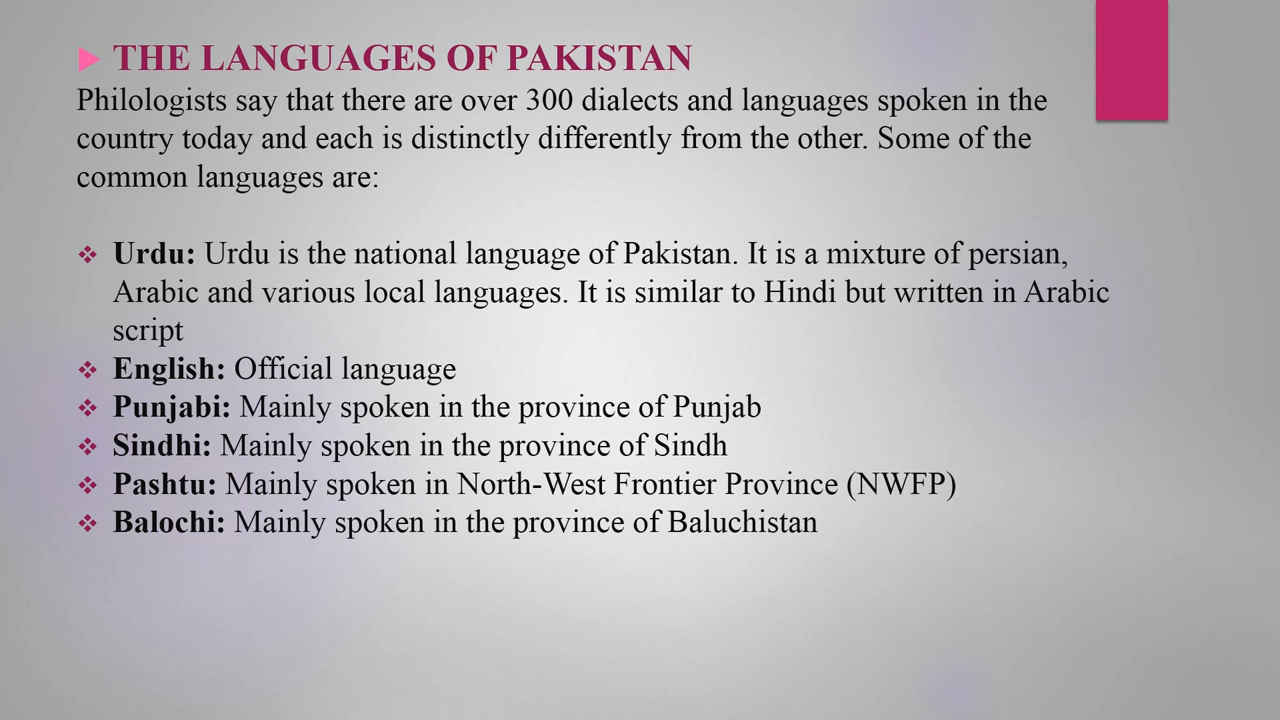 THE LANGUAGES OF PAKISTAN
Philologists say that there are over 300 dialects and languages spoken in the
country today and each is distinctly differently from the other. Some of the
common languages are:
Urdu: Urdu is the national language of Pakistan. It is a mixture of persian,
Arabic and various local languages. It is similar to Hindi but written in Arabic
script
English: Official language
Punjabi: Mainly spoken in the province of Punjab
Sindhi: Mainly spoken in the province of Sindh
Pashtu: Mainly spoken in North-West Frontier Province (NWFP)
Balochi: Mainly spoken in the province of Baluchistan